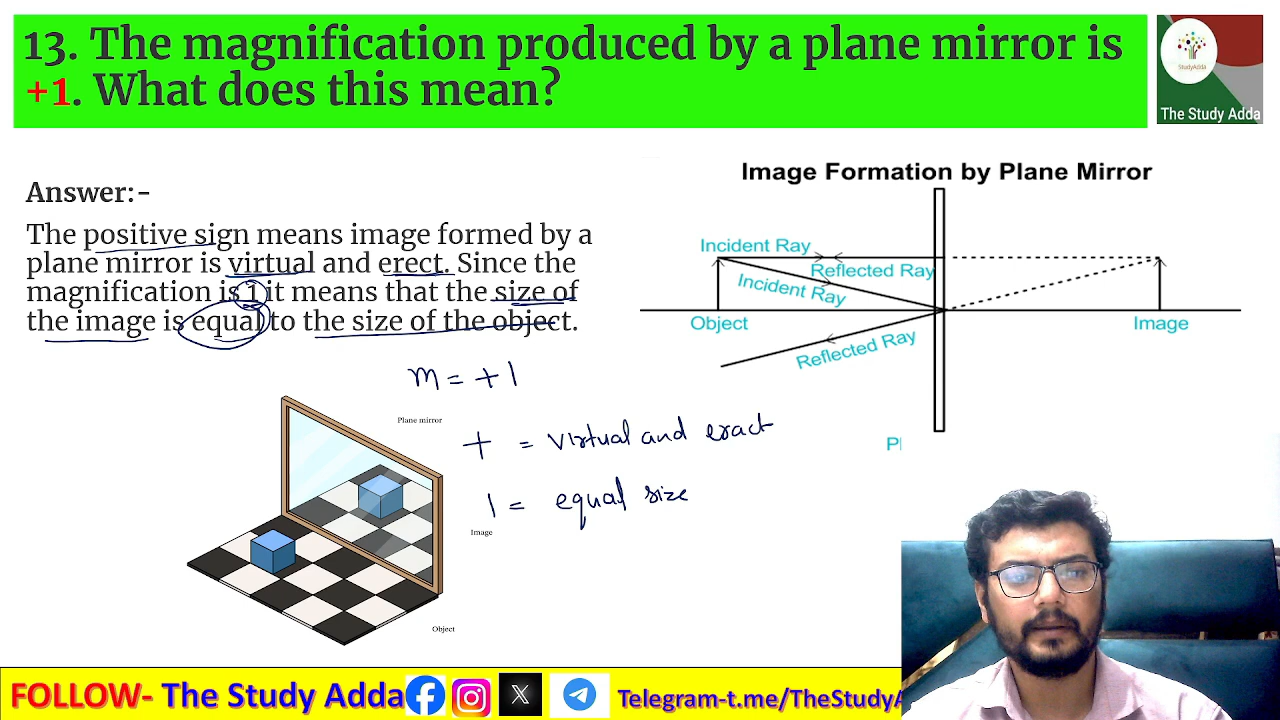 13. The magnification produced by a plane mirror is
+1. What does this mean?
StudyAdda
The Study Adda
Answer:-
The positive sign means image formed by a
plane mirror is virtual and erect. Since the
magnification is 1 it means that the size of
the image is equal to the size of the object.
Image Formation by Plane Mirror
Incident Ray
Reflected Ray
Incident Ray
Object
Image
Reflected Ray
Pl
m = +1
Plane mirror
+ = virtual and eract
1 = equal size
Image
Object
FOLLOW- The Study Adda
Telegram-t.me/TheStudyA